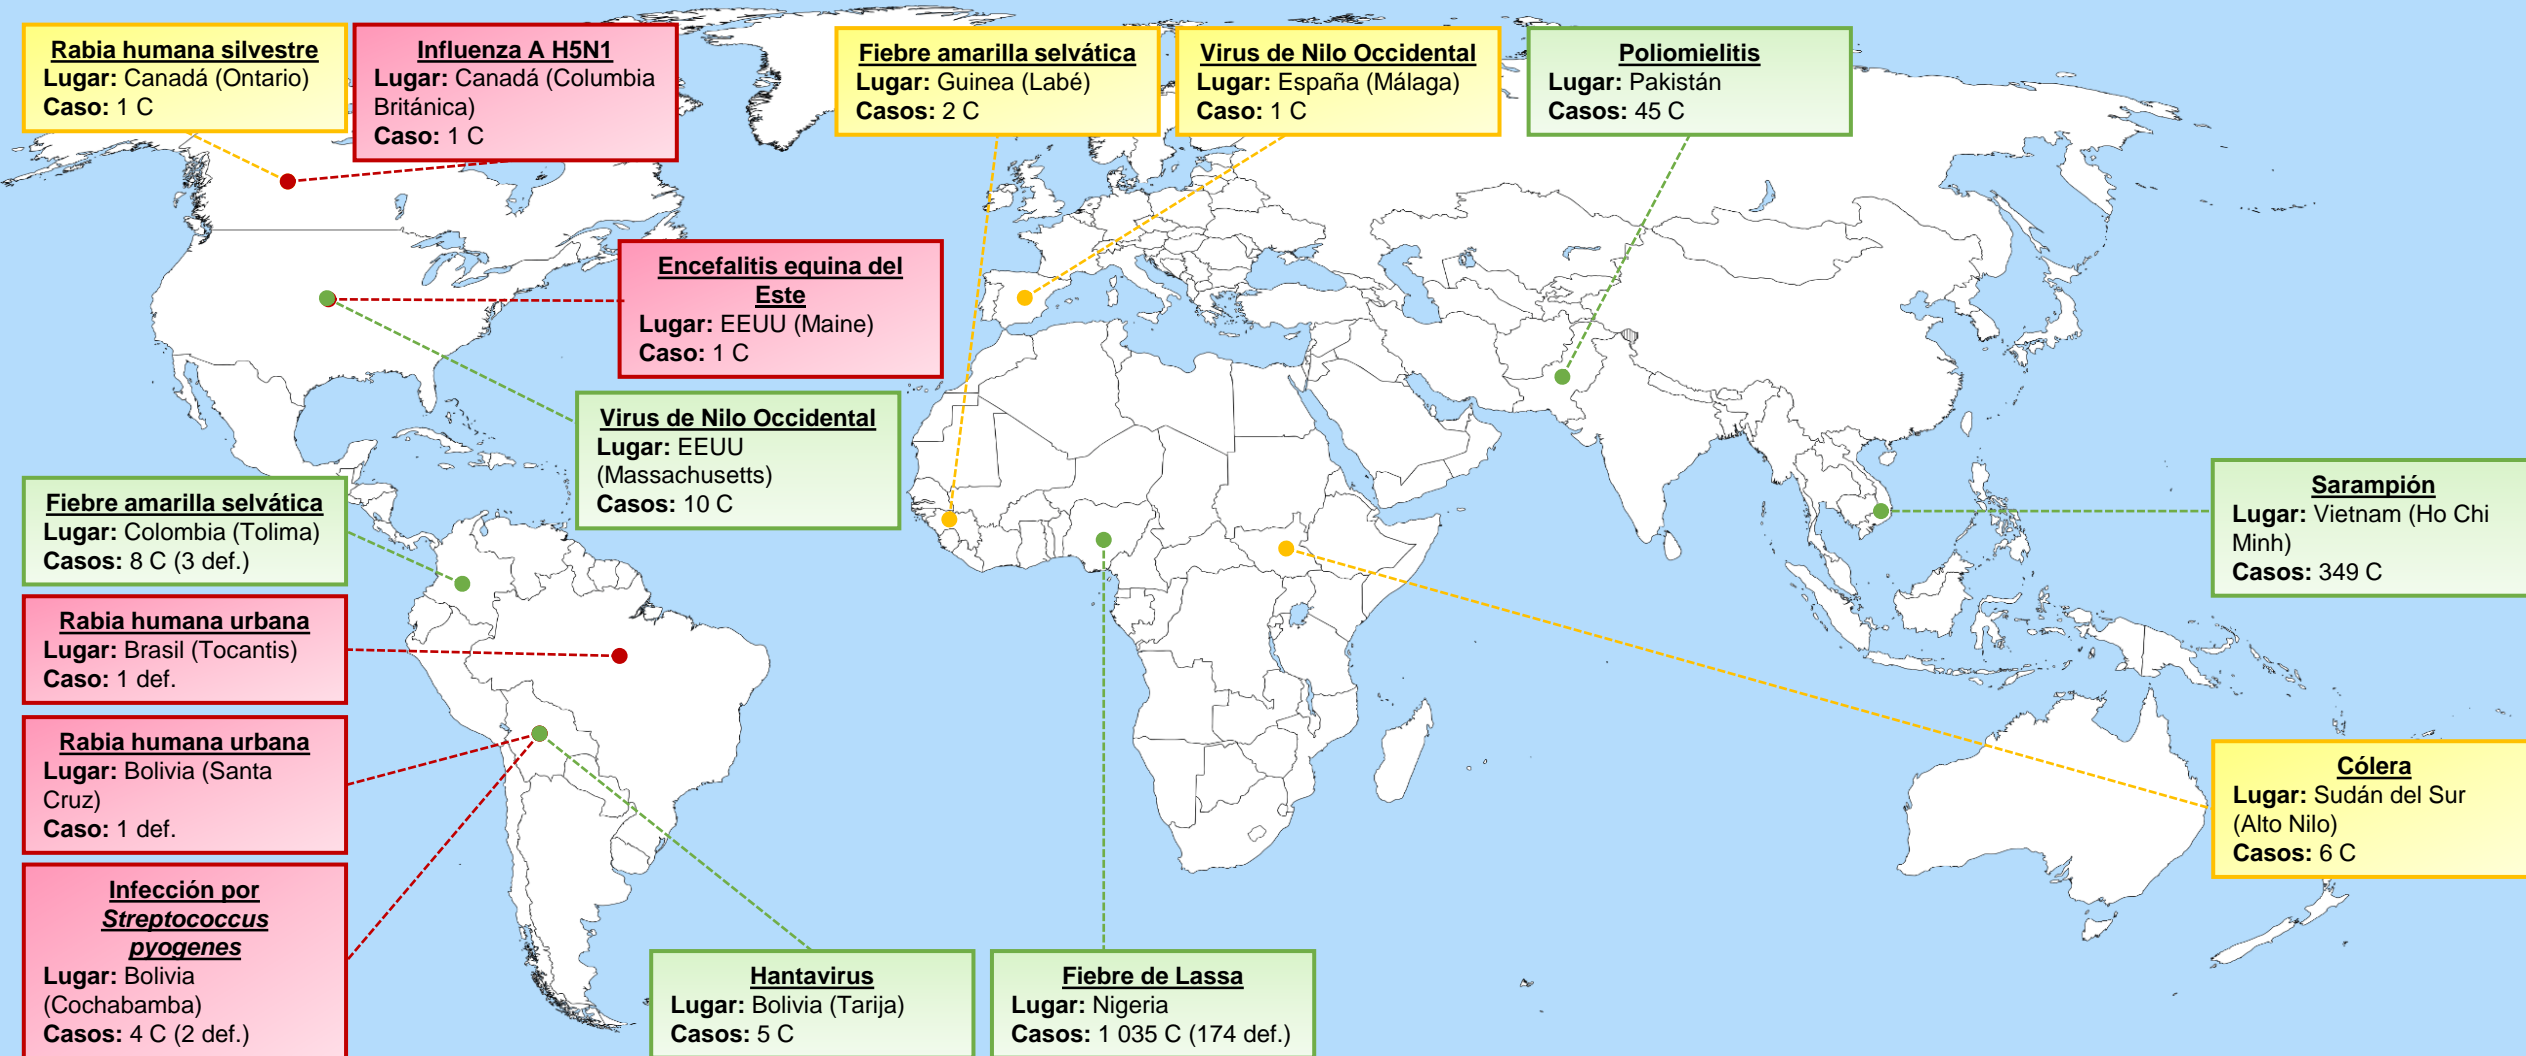 Rabia humana silvestre
Lugar: Canadá (Ontario)
Caso: 1 C
Influenza A H5N1
Lugar: Canadá (Columbia
Británica)
Caso: 1 C
Fiebre amarilla selvática
Lugar: Guinea (Labé)
Casos: 2 C
Virus de Nilo Occidental
Lugar: España (Málaga)
Caso: 1 C
Poliomielitis
Lugar: Pakistán
Casos: 45 C
Encefalitis equina del
Este
Lugar: EEUU (Maine)
Caso: 1 C
Virus de Nilo Occidental
Lugar: EEUU
(Massachusetts)
Casos: 10 C
Fiebre amarilla selvática
Lugar: Colombia (Tolima)
Casos: 8 C (3 def.)
Sarampión
Lugar: Vietnam (Ho Chi
Minh)
Casos: 349 C
Rabia humana urbana
Lugar: Brasil (Tocantis)
Caso: 1 def.
Rabia humana urbana
Lugar: Bolivia (Santa
Cruz)
Caso: 1 def.
Cólera
Lugar: Sudán del Sur
(Alto Nilo)
Casos: 6 C
Infección por
Streptococcus
pyogenes
Lugar: Bolivia
(Cochabamba)
Casos: 4 C (2 def.)
Hantavirus
Lugar: Bolivia (Tarija)
Casos: 5 C
Fiebre de Lassa
Lugar: Nigeria
Casos: 1 035 C (174 def.)